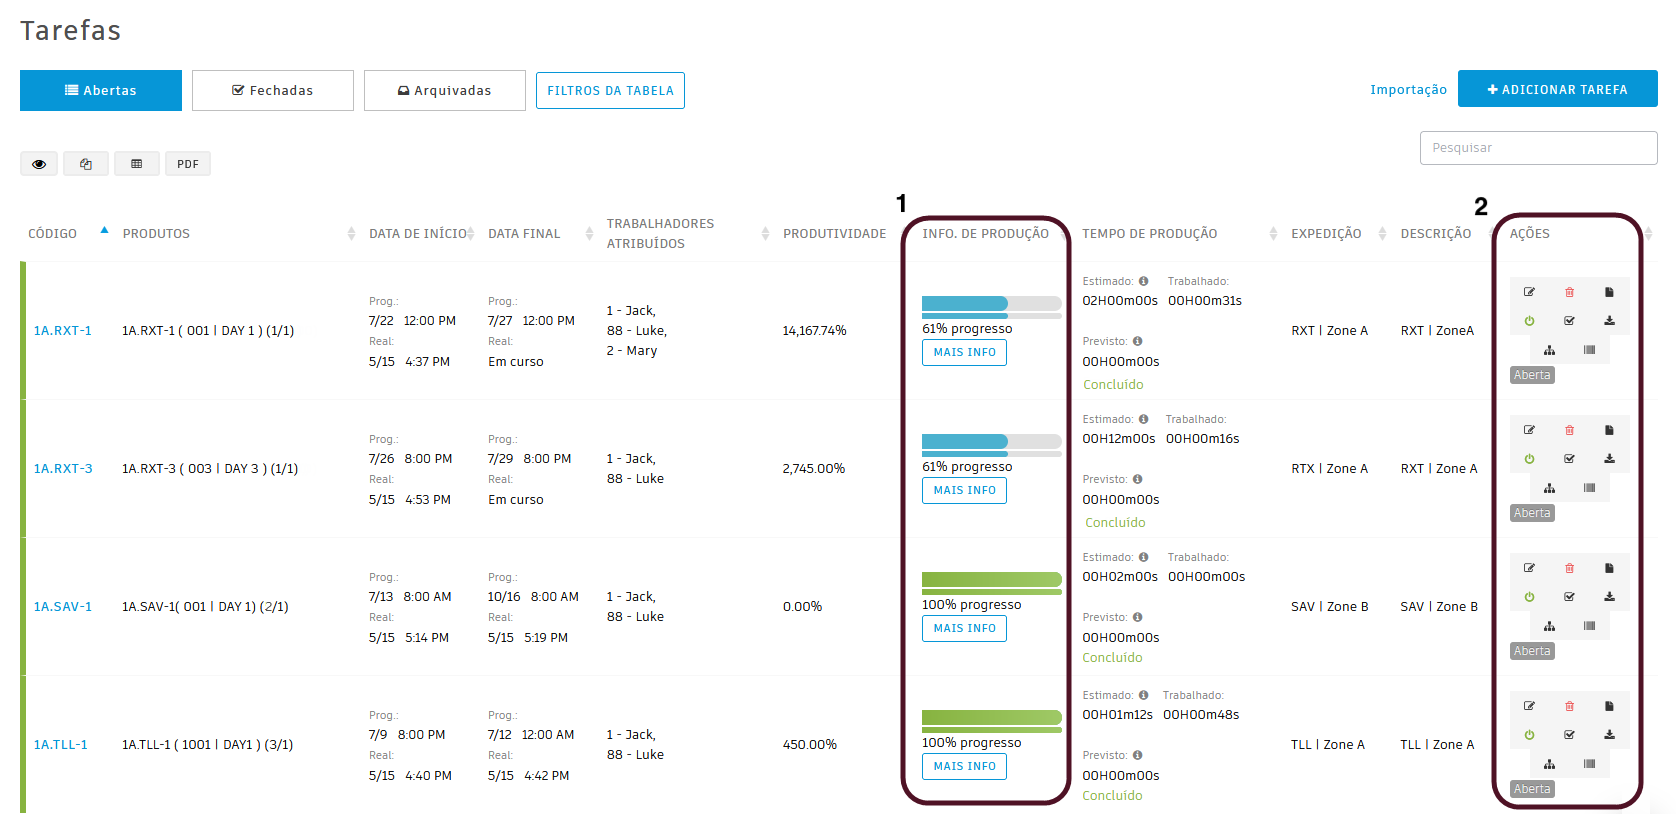 Tarefas
Abertas
Fechadas
Arquivadas
FILTROS DA TABELA
Importação
ADICIONAR TAREFA
Pesquisar
PDF
1
2
CÓDIGO
PRODUTOS
DATA DE INÍCIO
DATA FINAL
TRABALHADORES
ATRIBUÍDOS
PRODUTIVIDADE
INFO. DE PRODUÇÃO
TEMPO DE PRODUÇÃO
EXPEDIÇÃO
DESCRIÇÃO
AÇÕES
1A.RXT-1
1A.RXT-1 ( 001 | DAY 1 ) (1/1)
Prog.:
7/22 12:00 PM
Real:
5/15 4:37 PM
Prog.:
7/27 12:00 PM
Real:
Em curso
1 - Jack,
88 - Luke,
2 - Mary
14,167.74%
61% progresso
MAIS INFO
Estimado: Trabalhado:
02H00m00s 00H00m31s
Previsto:
00H00m00s
Concluído
RXT | Zone A
RXT | ZoneA
Aberta
1A.RXT-3
1A.RXT-3 ( 003 | DAY 3 ) (1/1)
Prog.:
7/26 8:00 PM
Real:
5/15 4:53 PM
Prog.:
7/29 8:00 PM
Real:
Em curso
1 - Jack,
88 - Luke
2,745.00%
61% progresso
MAIS INFO
Estimado: Trabalhado:
00H12m00s 00H00m16s
Previsto:
00H00m00s
Concluído
RTX | Zone A
RXT | Zone A
Aberta
1A.SAV-1
1A.SAV-1( 001 | DAY 1) (2/1)
Prog.:
7/13 8:00 AM
Real:
5/15 5:14 PM
Prog.:
10/16 8:00 AM
Real:
5/15 5:19 PM
1 - Jack,
88 - Luke
0.00%
100% progresso
MAIS INFO
Estimado: Trabalhado:
00H02m00s 00H00m00s
Previsto:
00H00m00s
Concluído
SAV | Zone B
SAV | Zone B
Aberta
1A.TLL-1
1A.TLL-1 ( 1001 | DAY1 ) (3/1)
Prog.:
7/9 8:00 PM
Real:
5/15 4:40 PM
Prog.:
7/12 12:00 AM
Real:
5/15 4:42 PM
1 - Jack,
88 - Luke
450.00%
100% progresso
MAIS INFO
Estimado: Trabalhado:
00H01m12s 00H00m48s
Previsto:
00H00m00s
Concluído
TLL | Zone A
TLL | Zone A
Aberta